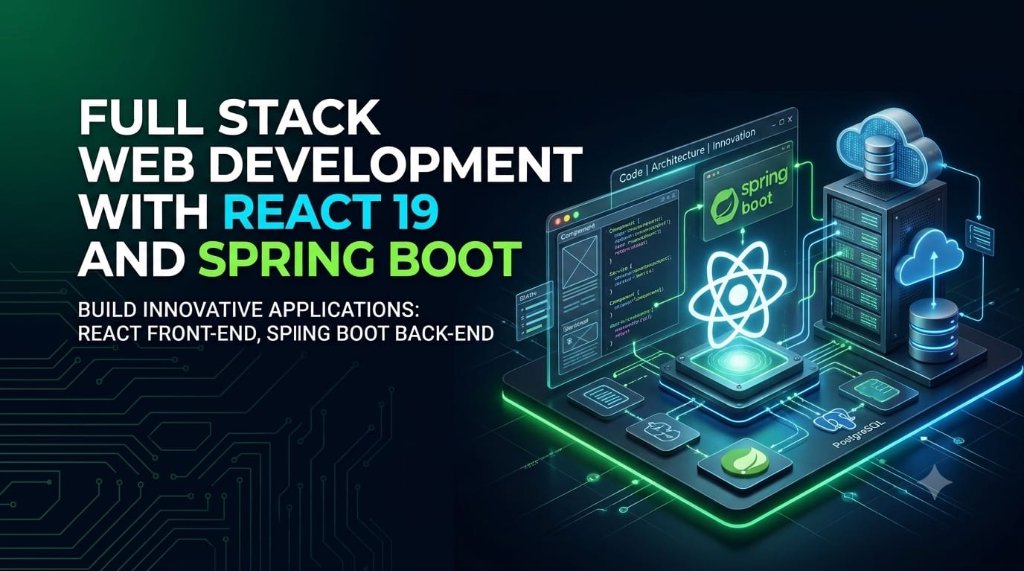 FULL STACK
WEB DEVELOPMENT
WITH REACT 19
AND SPRING BOOT
BUILD INNOVATIVE APPLICATIONS:
REACT FRONT-END, SPIING BOOT BACK-END
Code | Architecture | Innovation
spring
boot
PostgreSQL